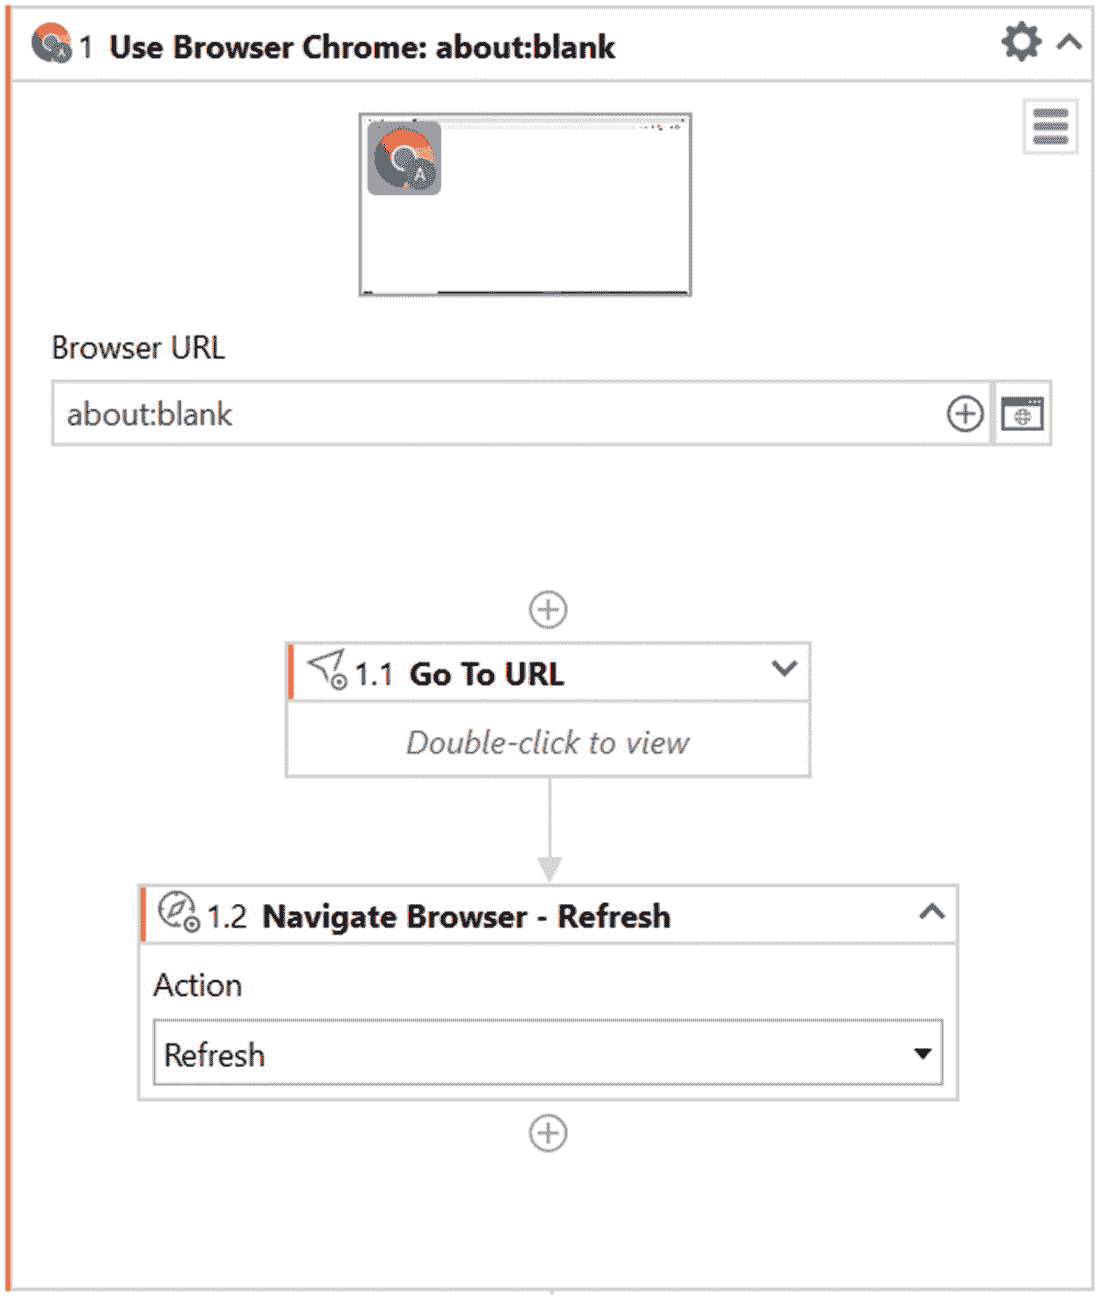 1 Use Browser Chrome: about:blank
A
Browser URL
about:blank
1.1 Go To URL
Double-click to view
1.2 Navigate Browser - Refresh
Action
Refresh